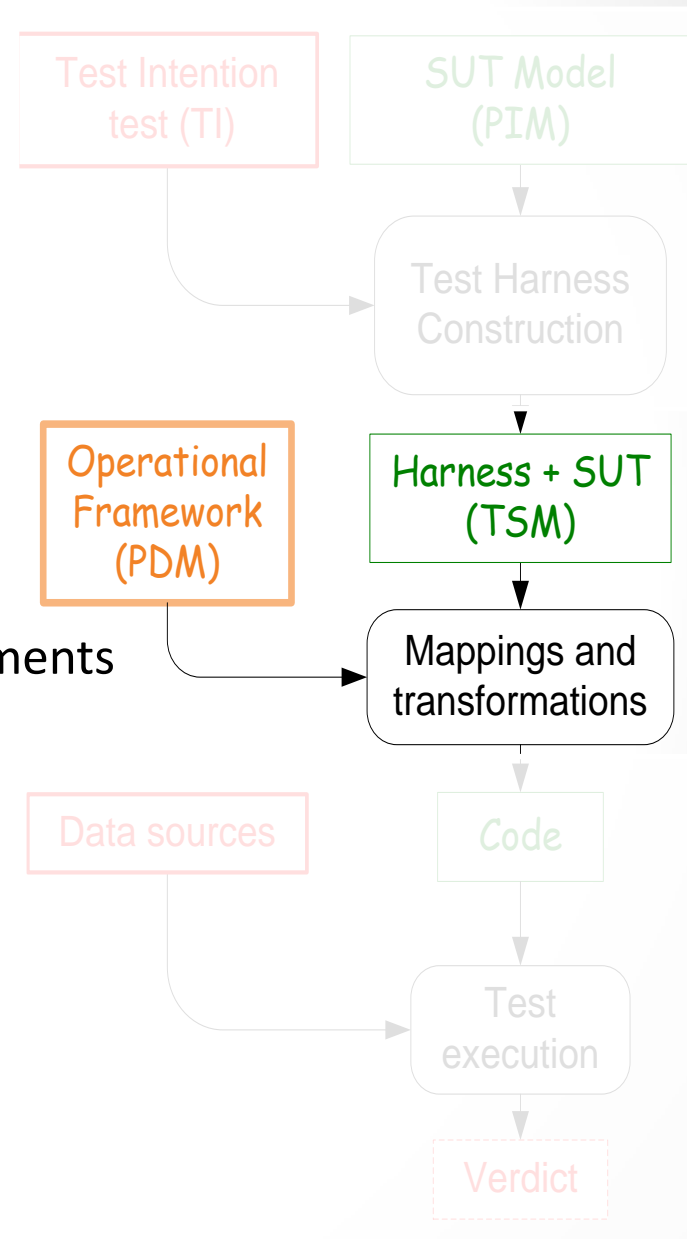 Test Intention
test (TI)
SUT Model
(PIM)
Test Harness
Construction
Operational
Framework
(PDM)
Harness + SUT
(TSM)
ments
Mappings and
transformations
Data sources
Code
Test
execution
Verdict